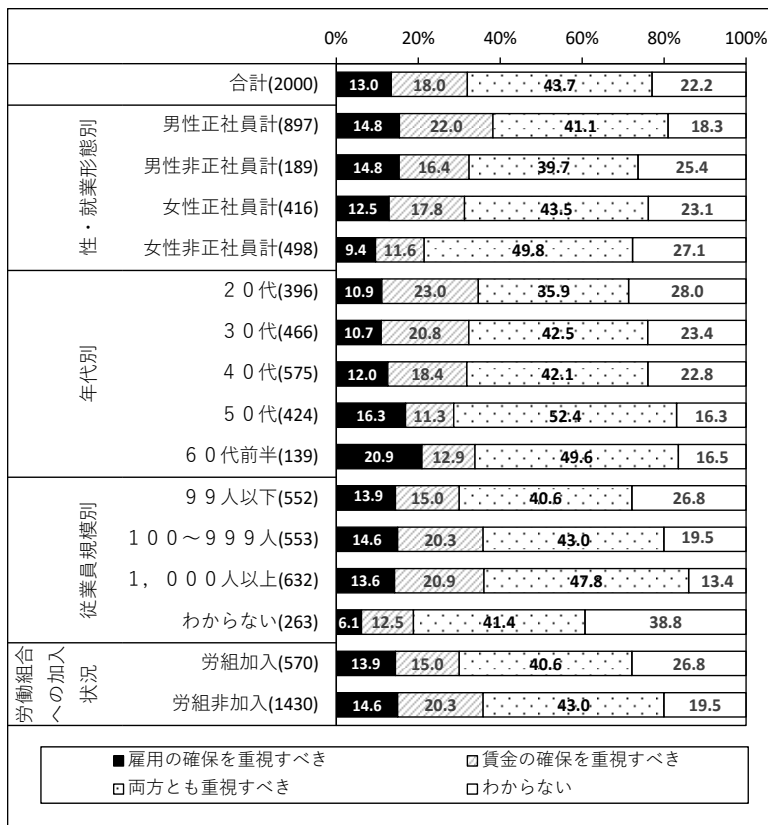 0% 20% 40% 60% 80% 100%
合計(2000) 13.0 18.0 43.7 22.2
性・就業形態別
男性正社員計(897) 14.8 22.0 41.1 18.3
男性非正社員計(189) 14.8 16.4 39.7 25.4
女性正社員計(416) 12.5 17.8 43.5 23.1
女性非正社員計(498) 9.4 11.6 49.8 27.1
年代別
20代(396) 10.9 23.0 35.9 28.0
30代(466) 10.7 20.8 42.5 23.4
40代(575) 12.0 18.4 42.1 22.8
50代(424) 16.3 11.3 52.4 16.3
60代前半(139) 20.9 12.9 49.6 16.5
従業員規模別
99人以下(552) 13.9 15.0 40.6 26.8
100~999人(553) 14.6 20.3 43.0 19.5
1,000人以上(632) 13.6 20.9 47.8 13.4
わからない(263) 6.1 12.5 41.4 38.8
労働組合
への加入
状況
労組加入(570) 13.9 15.0 40.6 26.8
労組非加入(1430) 14.6 20.3 43.0 19.5
雇用の確保を重視すべき 賃金の確保を重視すべき
両方とも重視すべき わからない